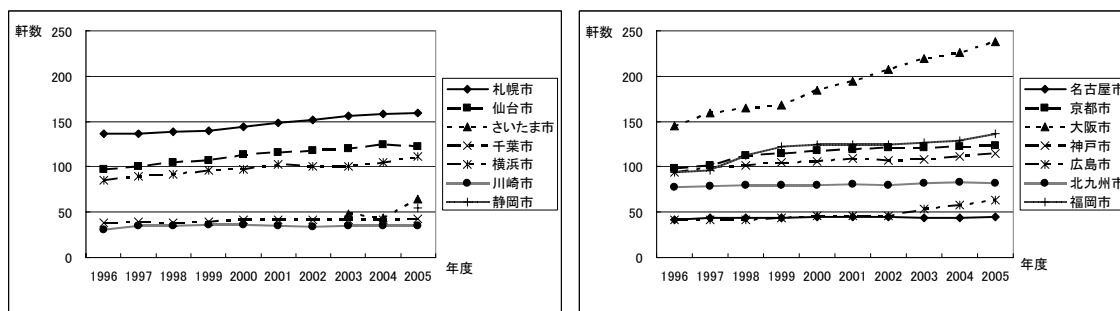 軒数
250
200
150
100
50
0
1996 1997 1998 1999 2000 2001 2002 2003 2004 2005
年度
札幌市
仙台市
さいたま市
千葉市
横浜市
川崎市
静岡市
軒数
250
200
150
100
50
0
1996 1997 1998 1999 2000 2001 2002 2003 2004 2005
年度
名古屋市
京都市
大阪市
神戸市
広島市
北九州市
福岡市